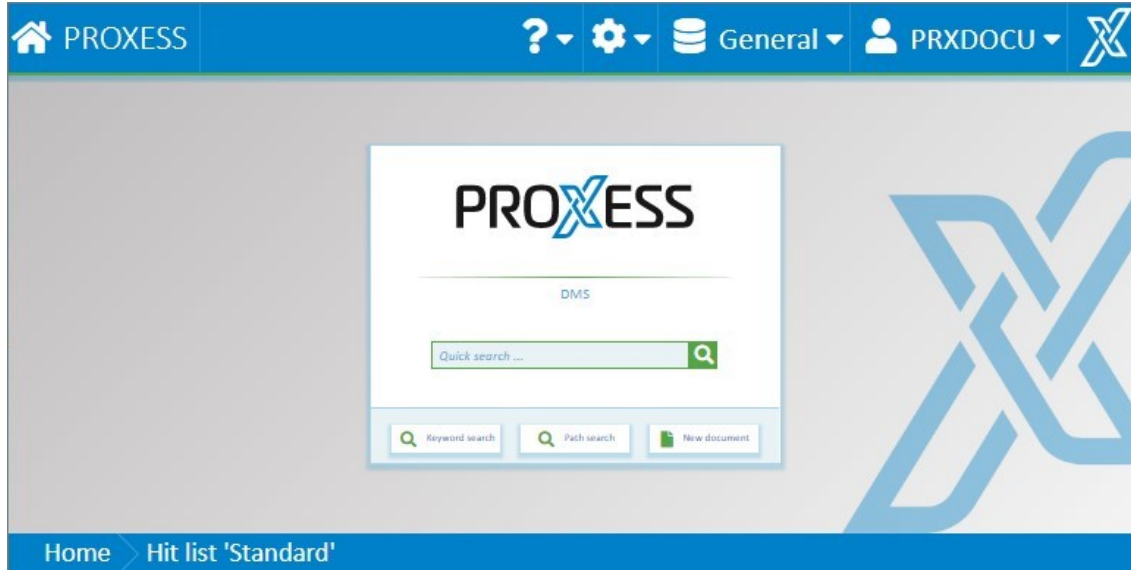 PROXESS ? General PRXDOCU
PROXESS
DMS
Quick search ...
Keyword search Path search New document
Home Hit list 'Standard'